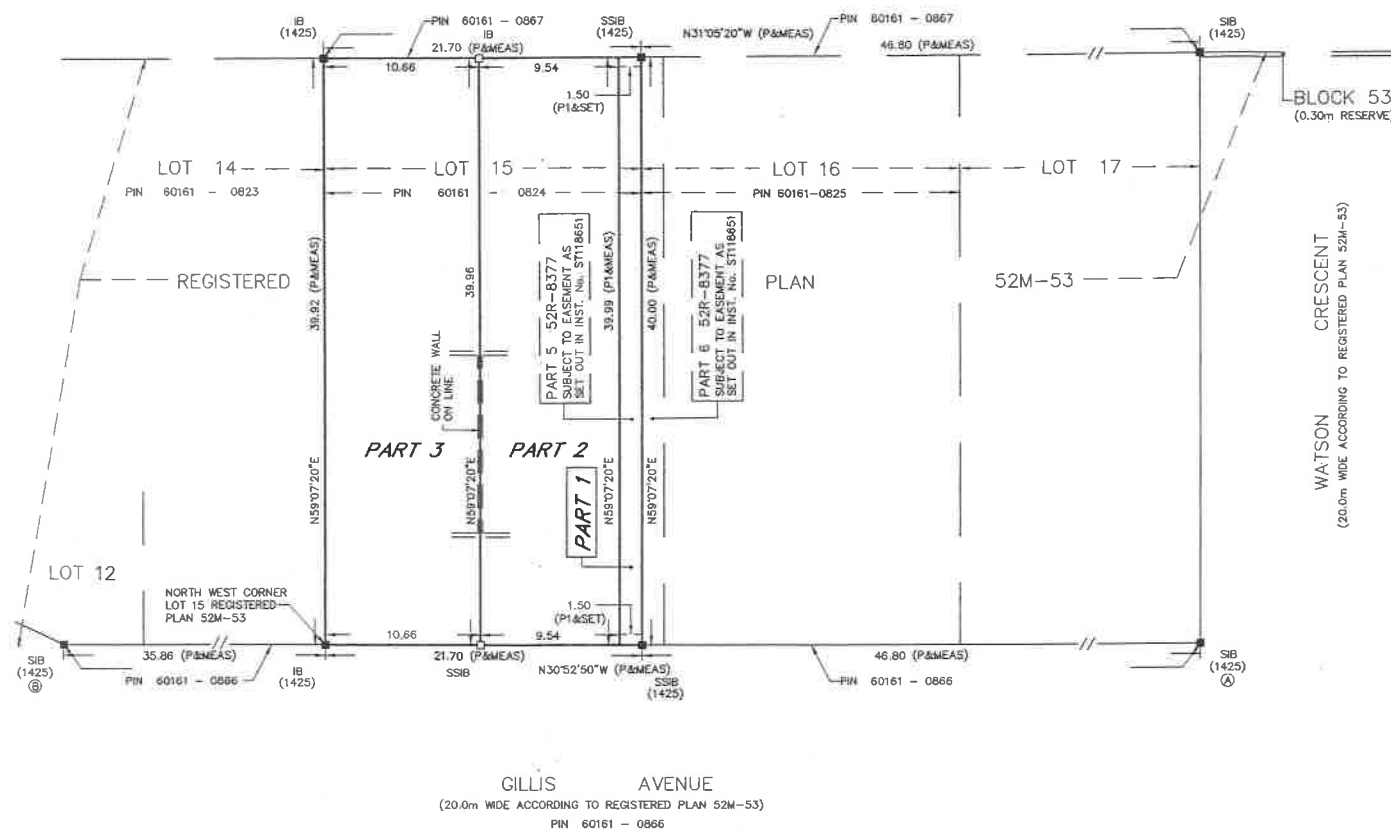 IB
(1425)
PIN 60161 - 0867
IB
21.70 (P&MEAS)
SSIB
(1425)
N31°05'20"W (P&MEAS)
PIN 60161 - 0867
46.80 (P&MEAS)
SIB
(1425)
10.66
9.54
1.50
(P1&SET)
BLOCK 53
(0.30m RESERVE)
LOT 14
LOT 15
LOT 16
LOT 17
PIN 60161 - 0823
PIN 60161 - 0824
PIN 60161-0825
REGISTERED
PLAN
52M-53
39.92 (P&MEAS)
39.96
39.99 (P1&MEAS)
40.00 (P&MEAS)
PART 5 52R-8377
SUBJECT TO EASEMENT AS
SET OUT IN INST. No. ST118651
PART 6 52R-8377
SUBJECT TO EASEMENT AS
SET OUT IN INST. No. ST118651
CONCRETE WALL
ON LINE
WATSON CRESCENT
(20.0m WIDE ACCORDING TO REGISTERED PLAN 52M-53)
PART 3
PART 2
PART 1
N59°07'20"E
N59°07'20"E
N59°07'20"E
N59°07'20"E
LOT 12
NORTH WEST CORNER
LOT 15 REGISTERED
PLAN 52M-53
10.66
9.54
1.50
(P1&SET)
SIB
(1425)
B
35.86 (P&MEAS)
PIN 60161 - 0866
IB
(1425)
21.70 (P&MEAS)
SSIB
N30°52'50"W (P&MEAS)
SSIB
(1425)
46.80 (P&MEAS)
PIN 60161 - 0866
SIB
(1425)
A
GILLIS AVENUE
(20.0m WIDE ACCORDING TO REGISTERED PLAN 52M-53)
PIN 60161 - 0866